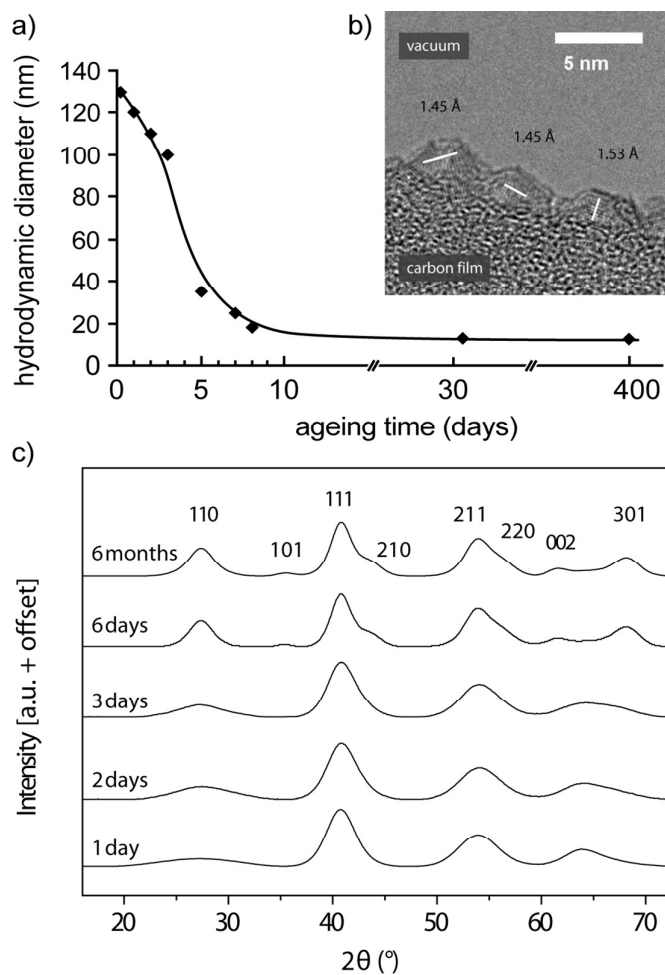 a)
hydrodynamic diameter (nm)
140
120
100
80
60
40
20
0
0 5 10 30 400
ageing time (days)
b)
vacuum
5 nm
1.45 Å
1.45 Å
1.53 Å
carbon film
c)
Intensity [a.u. + offset]
110 101 111 210 211 220 002 301
6 months
6 days
3 days
2 days
1 day
20 30 40 50 60 70
2θ (°)